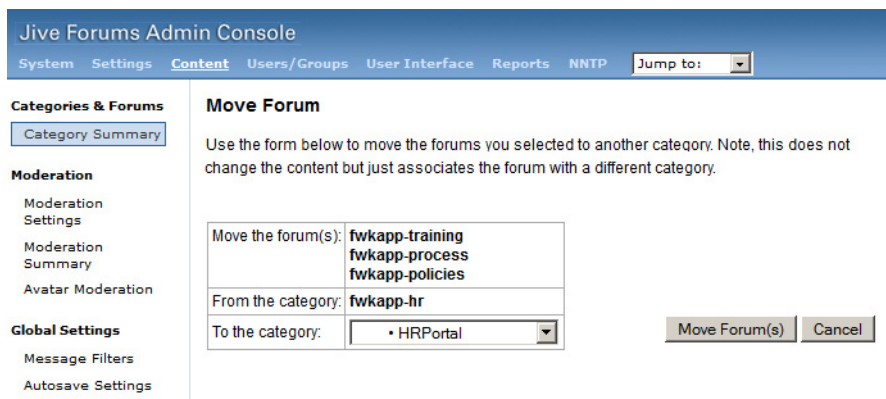 Jive Forums Admin Console
System Settings Content Users/Groups User Interface Reports NNTP Jump to:
Categories & Forums
Category Summary
Moderation
Moderation
Settings
Moderation
Summary
Avatar Moderation
Global Settings
Message Filters
Autosave Settings
Move Forum
Use the form below to move the forums you selected to another category. Note, this does not
change the content but just associates the forum with a different category.
Move the forum(s): fwkapp-training
fwkapp-process
fwkapp-policies
From the category: fwkapp-hr
To the category: • HRPortal
Move Forum(s) Cancel